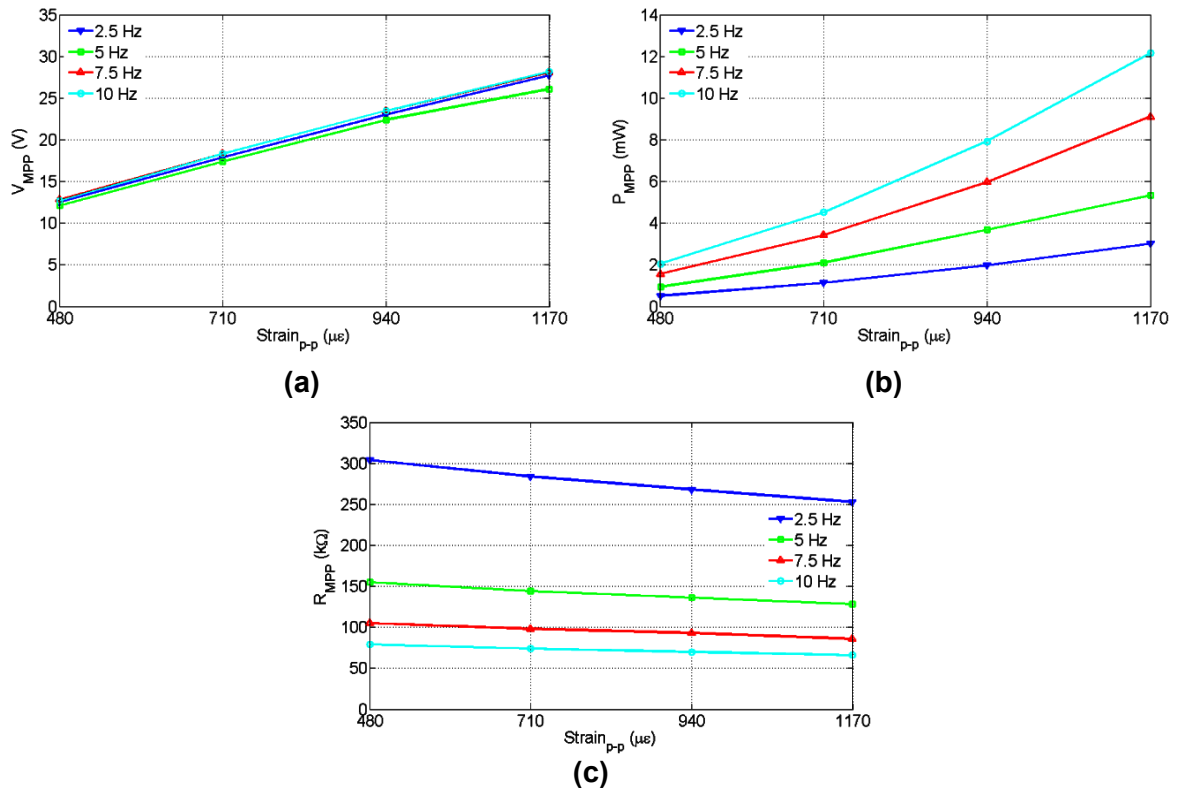 35
30
25
20
15
10
5
0
V_MPP (V)
2.5 Hz
5 Hz
7.5 Hz
10 Hz
480 710 940 1170
Strain_p-p (με)
(a)
14
12
10
8
6
4
2
0
P_MPP (mW)
2.5 Hz
5 Hz
7.5 Hz
10 Hz
480 710 940 1170
Strain_p-p (με)
(b)
350
300
250
200
150
100
50
0
R_MPP (kΩ)
2.5 Hz
5 Hz
7.5 Hz
10 Hz
480 710 940 1170
Strain_p-p (με)
(c)